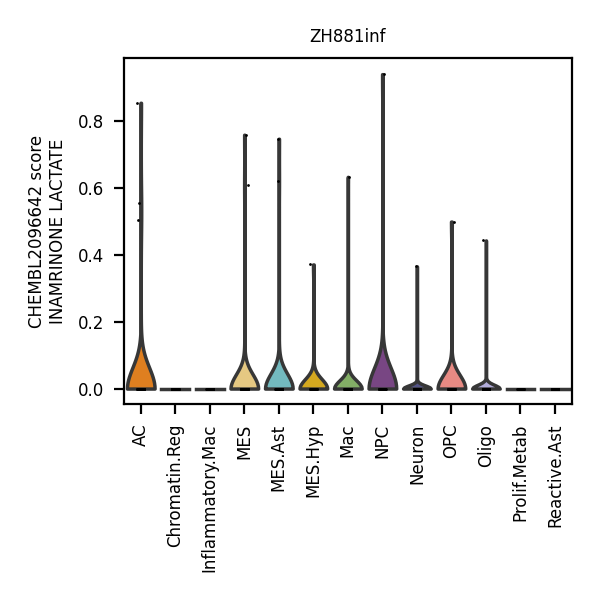 ZH881inf
CHEMBL2096642 score
INAMRINONE LACTATE
0.8
0.6
0.4
0.2
0.0
AC
Chromatin.Reg
Inflammatory.Mac
MES
MES.Ast
MES.Hyp
Mac
NPC
Neuron
OPC
Oligo
Prolif.Metab
Reactive.Ast